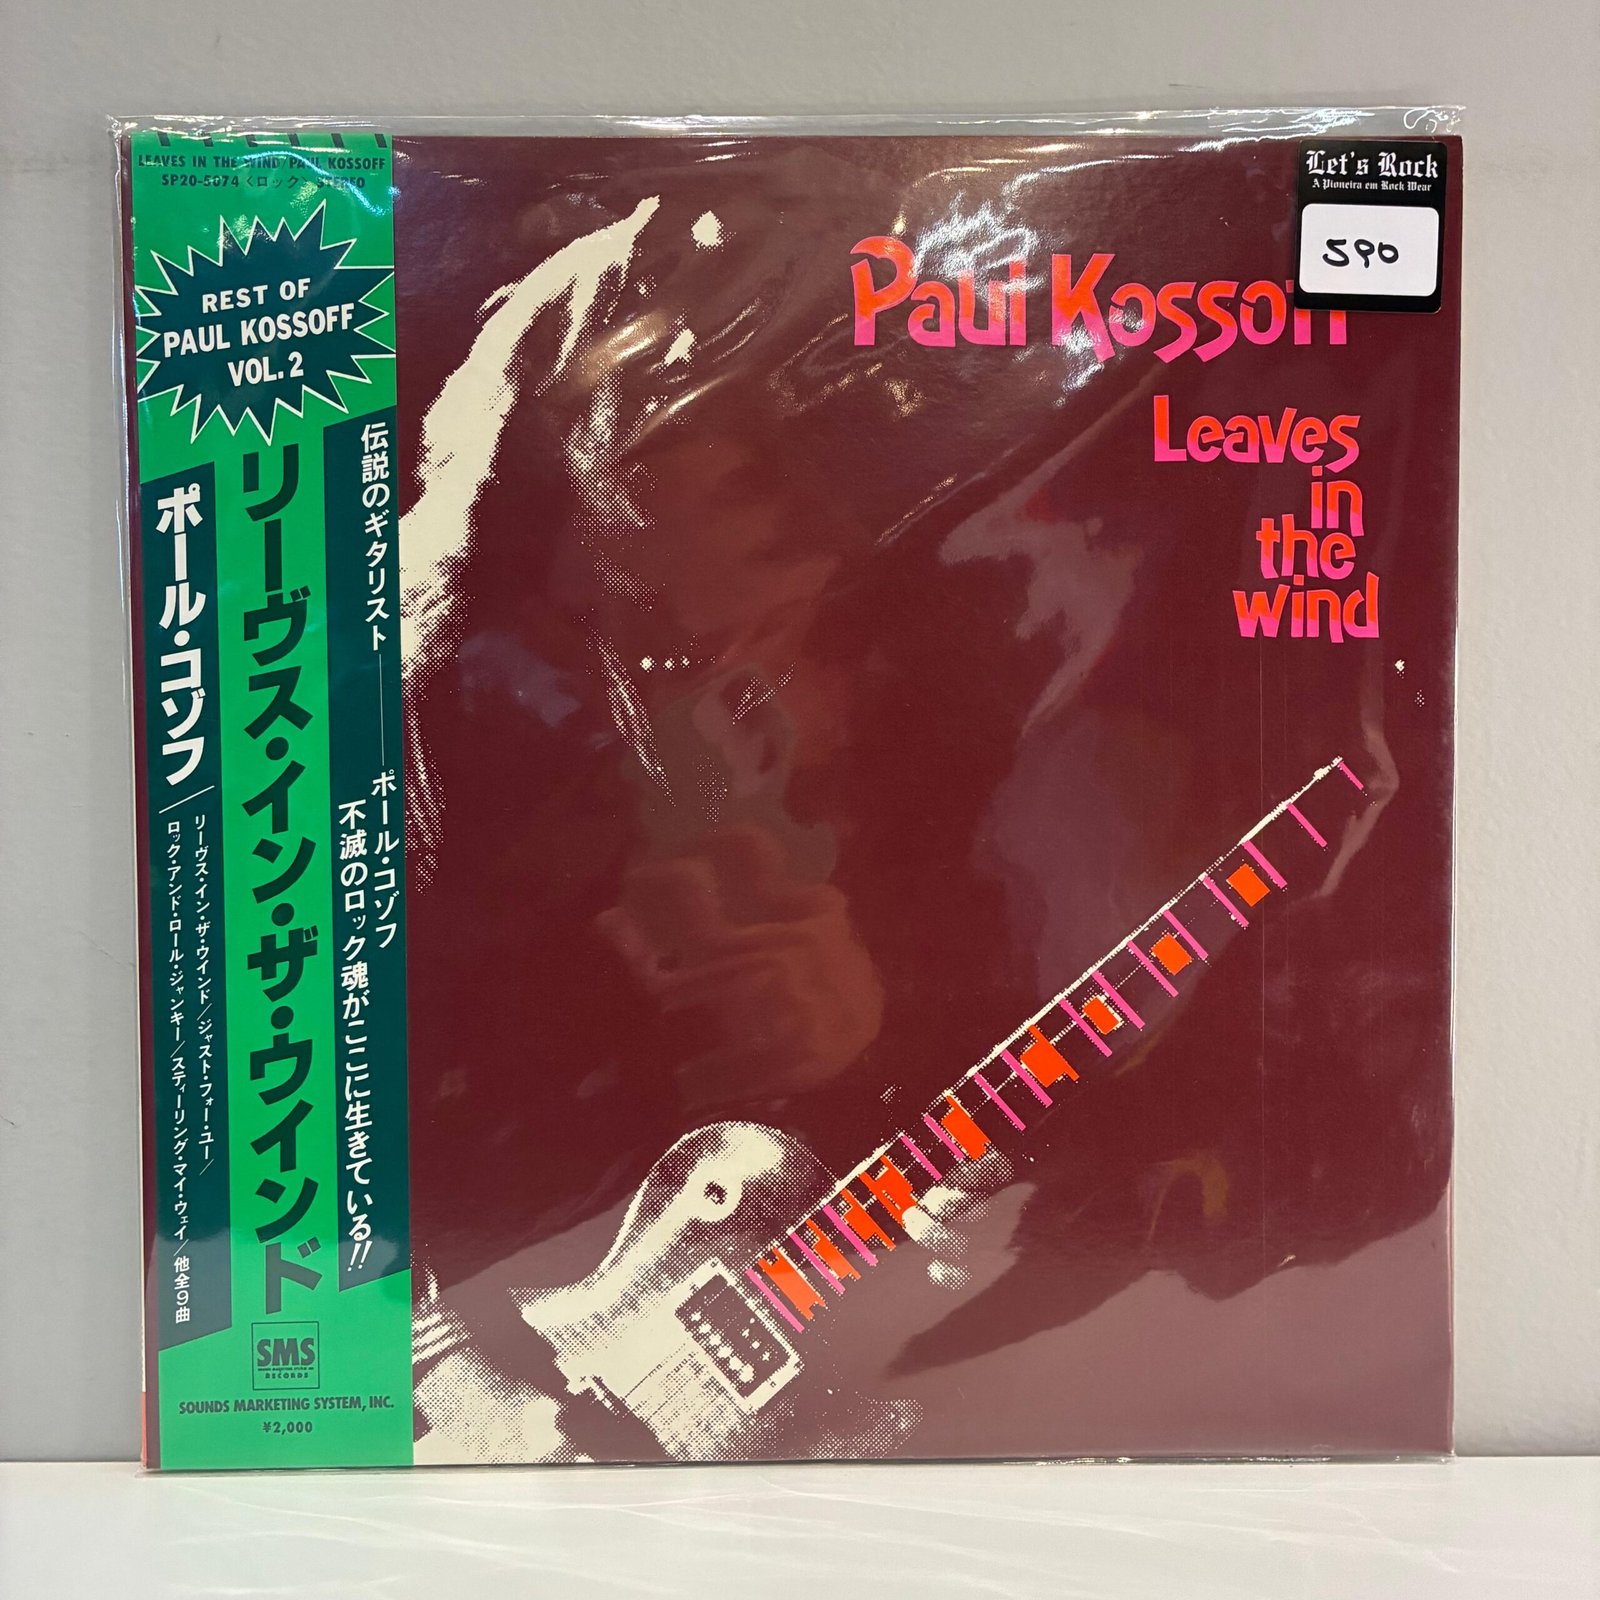 LEAVES IN THE WIND/PAUL KOSSOFF
SP20-5074〈ロック〉STEREO
REST OF
PAUL KOSSOFF
VOL.2
伝説のギタリスト——ポール・コゾフ
不滅のロック魂がここに生きている!!
リーヴス・イン・ザ・ウインド
ポール・コゾフ
リーヴス・イン・ザ・ウインド/ジャスト・フォー・ユー/
ロック・アンド・ロール・ジャンキー/スティーリング・マイ・ウェイ/他全9曲
SMS
RECORDS
SOUNDS MARKETING SYSTEM, INC.
¥2,000
Paul Kossoff
Leaves
in
the
wind
Let's Rock
A Pioneira em Rock Wear
590